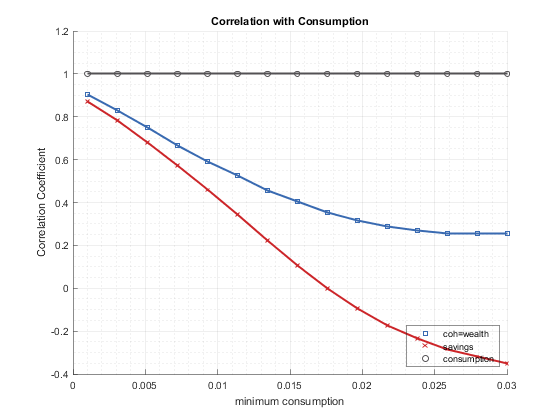 Correlation with Consumption
1.2
1
0.8
0.6
0.4
0.2
0
-0.2
-0.4
Correlation Coefficient
coh=wealth
savings
consumption
0
0.005
0.01
0.015
0.02
0.025
0.03
minimum consumption